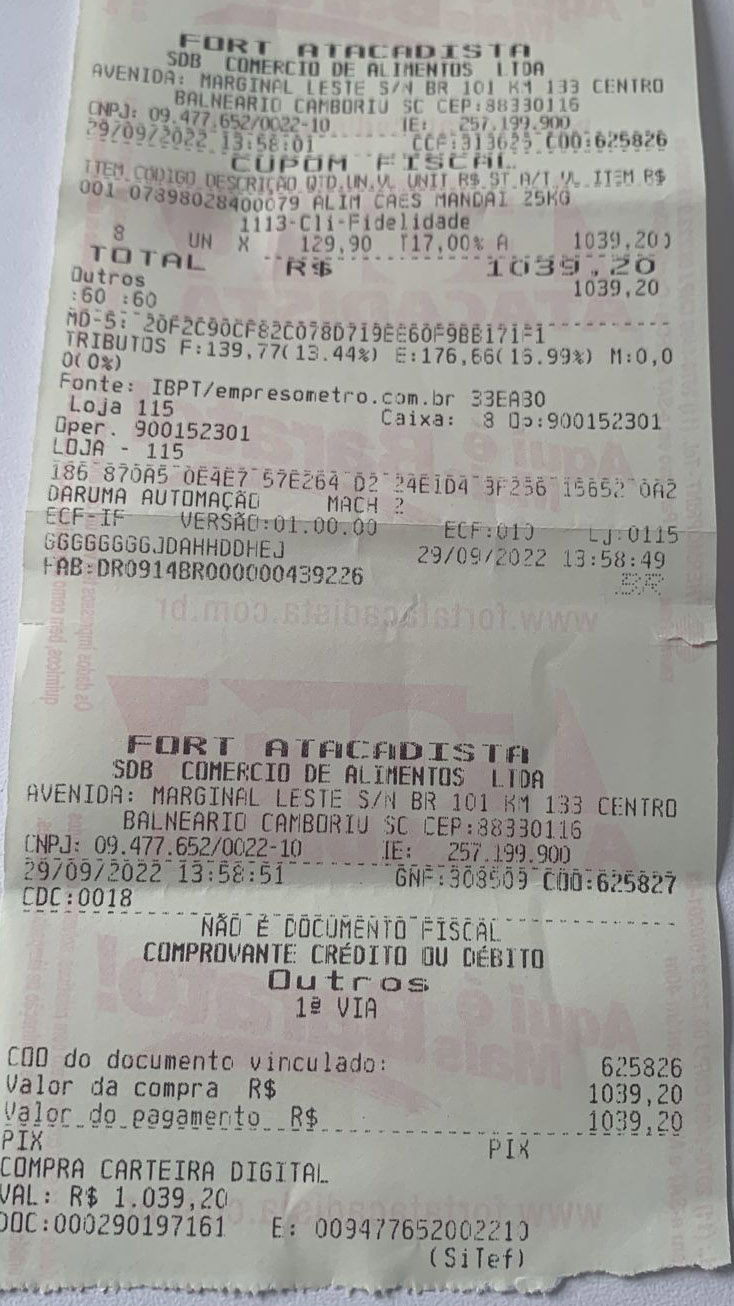 FORT ATACADISTA
SDB COMERCIO DE ALIMENTOS LTDA
AVENIDA: MARGINAL LESTE S/N BR 101 KM 133 CENTRO
BALNEARIO CAMBORIU SC CEP:88330116
CNPJ: 09.477.652/0022-10 IE: 257.199.900
29/09/2022 13:58:01 CCF:313625 COO:625826
CUPOM FISCAL
ITEM CÓDIGO DESCRIÇÃO QTD.UN.VL UNIT R$ ST A/T VL ITEM R$
001 07898028400079 ALIM CAES MANDAI 25KG
1113-Cli-Fidelidade
8 UN X 129,90 T17,00% A 1039,20)
TOTAL R$ 1039,20
Outros 1039,20
:60 :60
MD-5: 20F2C90CF82C078D719EE60F9BB171F1
TRIBUTOS F:139,77(13.44%) E:176,66(16.99%) M:0,0
0(0%)
Fonte: IBPT/empresometro.com.br 33EA30
Loja 115 Caixa: 8 Op:900152301
Oper. 900152301
LOJA - 115
186 870A5 0E4E7 57E264 D2 24E1D4 3F256 15652 0A2
DARUMA AUTOMAÇÃO MACH 2
ECF-IF VERSÃO:01.00.00 ECF:010 LJ:0115
GGGGGGGGJDAHHDDHEJ 29/09/2022 13:58:49
FAB:DR0914BR000000439226 BR
www.fortatacadista.com.br
FORT ATACADISTA
SDB COMERCIO DE ALIMENTOS LTDA
AVENIDA: MARGINAL LESTE S/N BR 101 KM 133 CENTRO
BALNEARIO CAMBORIU SC CEP:88330116
CNPJ: 09.477.652/0022-10 IE: 257.199.900
29/09/2022 13:58:51 GNF:308509 COO:625827
CDC:0018
NÃO É DOCUMENTO FISCAL
COMPROVANTE CRÉDITO OU DÉBITO
Outros
1ª VIA
COO do documento vinculado: 625826
Valor da compra R$ 1039,20
Valor do pagamento R$ 1039,20
PIX PIX
COMPRA CARTEIRA DIGITAL
VAL: R$ 1.039,20
DOC:000290197161 E: 009477652002210
(SiTef)